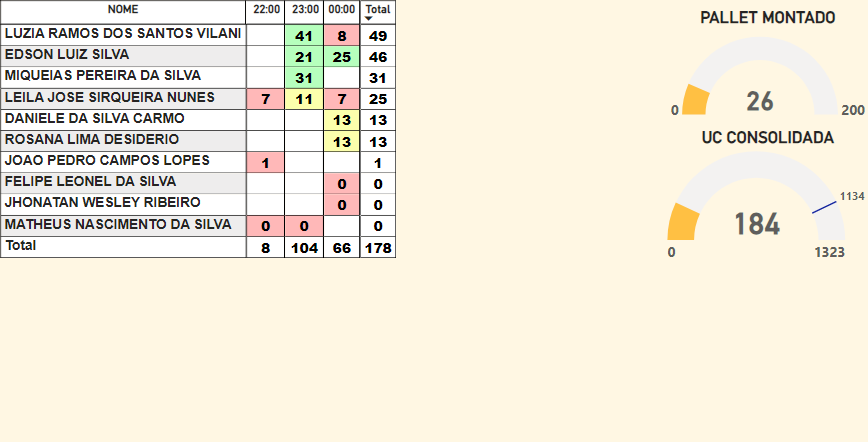 NOME 22:00 23:00 00:00 Total
LUZIA RAMOS DOS SANTOS VILANI 41 8 49
EDSON LUIZ SILVA 21 25 46
MIQUEIAS PEREIRA DA SILVA 31 31
LEILA JOSE SIRQUEIRA NUNES 7 11 7 25
DANIELE DA SILVA CARMO 13 13
ROSANA LIMA DESIDERIO 13 13
JOAO PEDRO CAMPOS LOPES 1 1
FELIPE LEONEL DA SILVA 0 0
JHONATAN WESLEY RIBEIRO 0 0
MATHEUS NASCIMENTO DA SILVA 0 0 0
Total 8 104 66 178
PALLET MONTADO
0 26 200
UC CONSOLIDADA
1134
184
0 1323